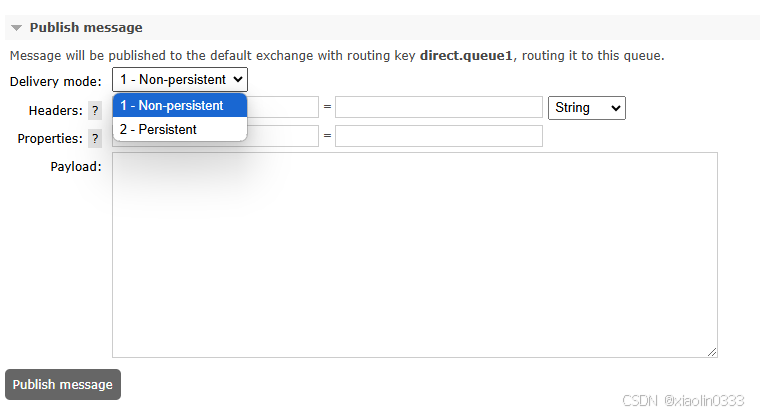 Publish message
Message will be published to the default exchange with routing key direct.queue1, routing it to this queue.
Delivery mode: 1 - Non-persistent
1 - Non-persistent
2 - Persistent
Headers: ? = String
Properties: ? =
Payload:
Publish message
CSDN @xiaolin0333